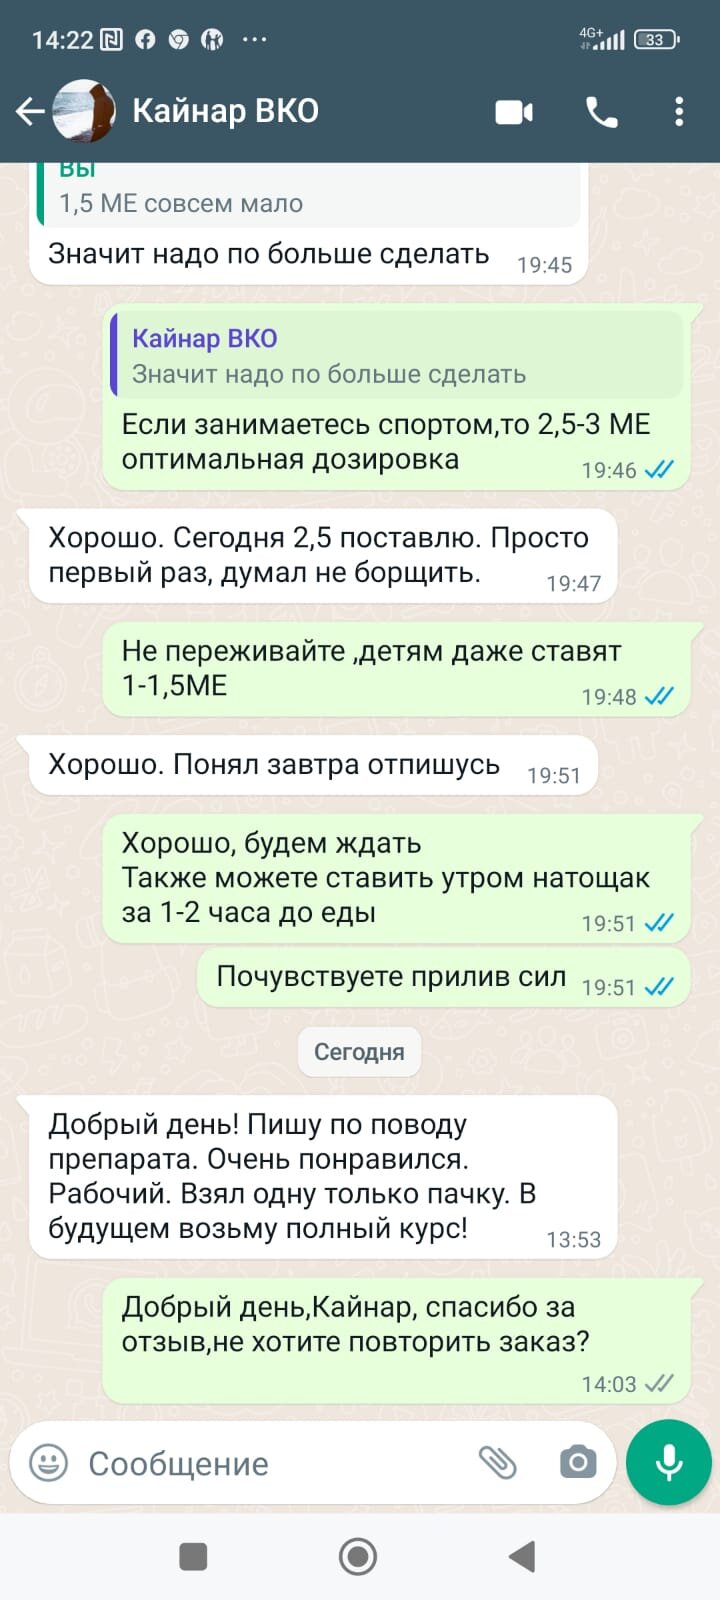 14:22
4G+
33
Кайнар ВКО
Вы
1,5 МЕ совсем мало
Значит надо по больше сделать
19:45
Кайнар ВКО
Значит надо по больше сделать
Если занимаетесь спортом,то 2,5-3 МЕ
оптимальная дозировка
19:46
Хорошо. Сегодня 2,5 поставлю. Просто
первый раз, думал не борщить.
19:47
Не переживайте ,детям даже ставят
1-1,5МЕ
19:48
Хорошо. Понял завтра отпишусь
19:51
Хорошо, будем ждать
Также можете ставить утром натощак
за 1-2 часа до еды
19:51
Почувствуете прилив сил
19:51
Сегодня
Добрый день! Пишу по поводу
препарата. Очень понравился.
Рабочий. Взял одну только пачку. В
будущем возьму полный курс!
13:53
Добрый день,Кайнар, спасибо за
отзыв,не хотите повторить заказ?
14:03
Сообщение